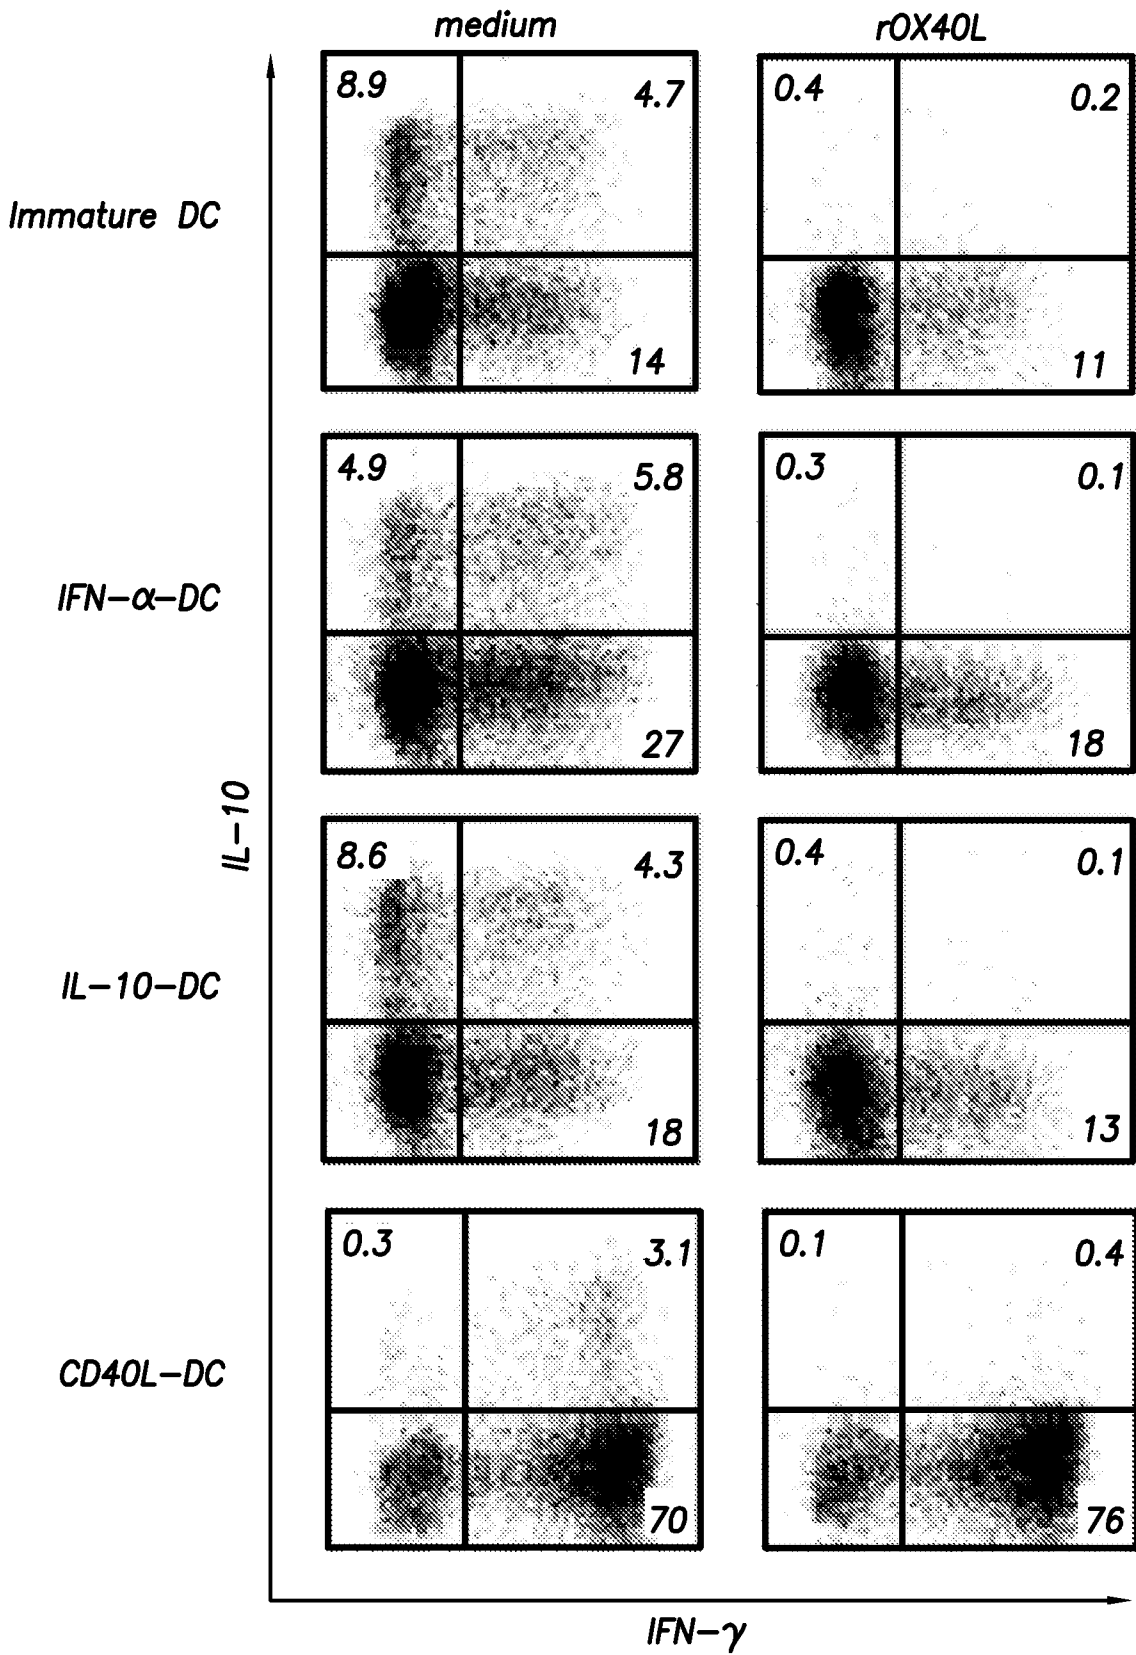 medium rOX40L
Immature DC
8.9 4.7 0.4 0.2
14 11
IFN-α-DC
4.9 5.8 0.3 0.1
27 18
IL-10
IL-10-DC
8.6 4.3 0.4 0.1
18 13
CD40L-DC
0.3 3.1 0.1 0.4
70 76
IFN-γ